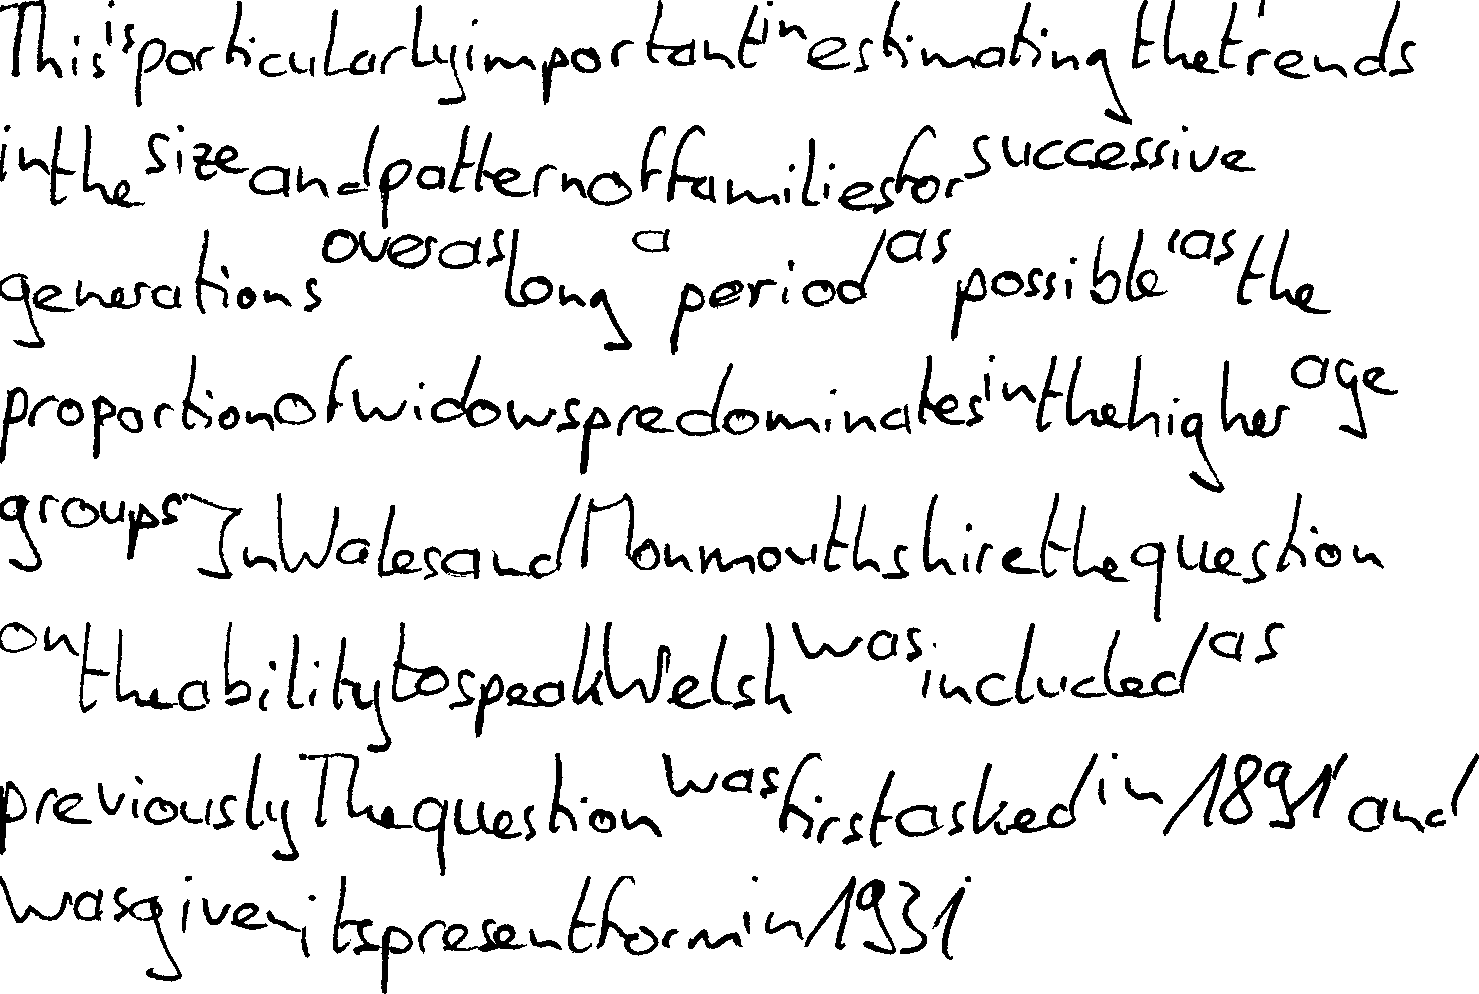 This is particularly important in estimating the trends
in the size and pattern of families for successive
generations over as long a period as possible as the
proportion of widows predominates in the higher age
groups In Wales and Monmouthshire the question
on the ability to speak Welsh was included as
previously The question was first asked in 1891 and
was given its present form in 1931